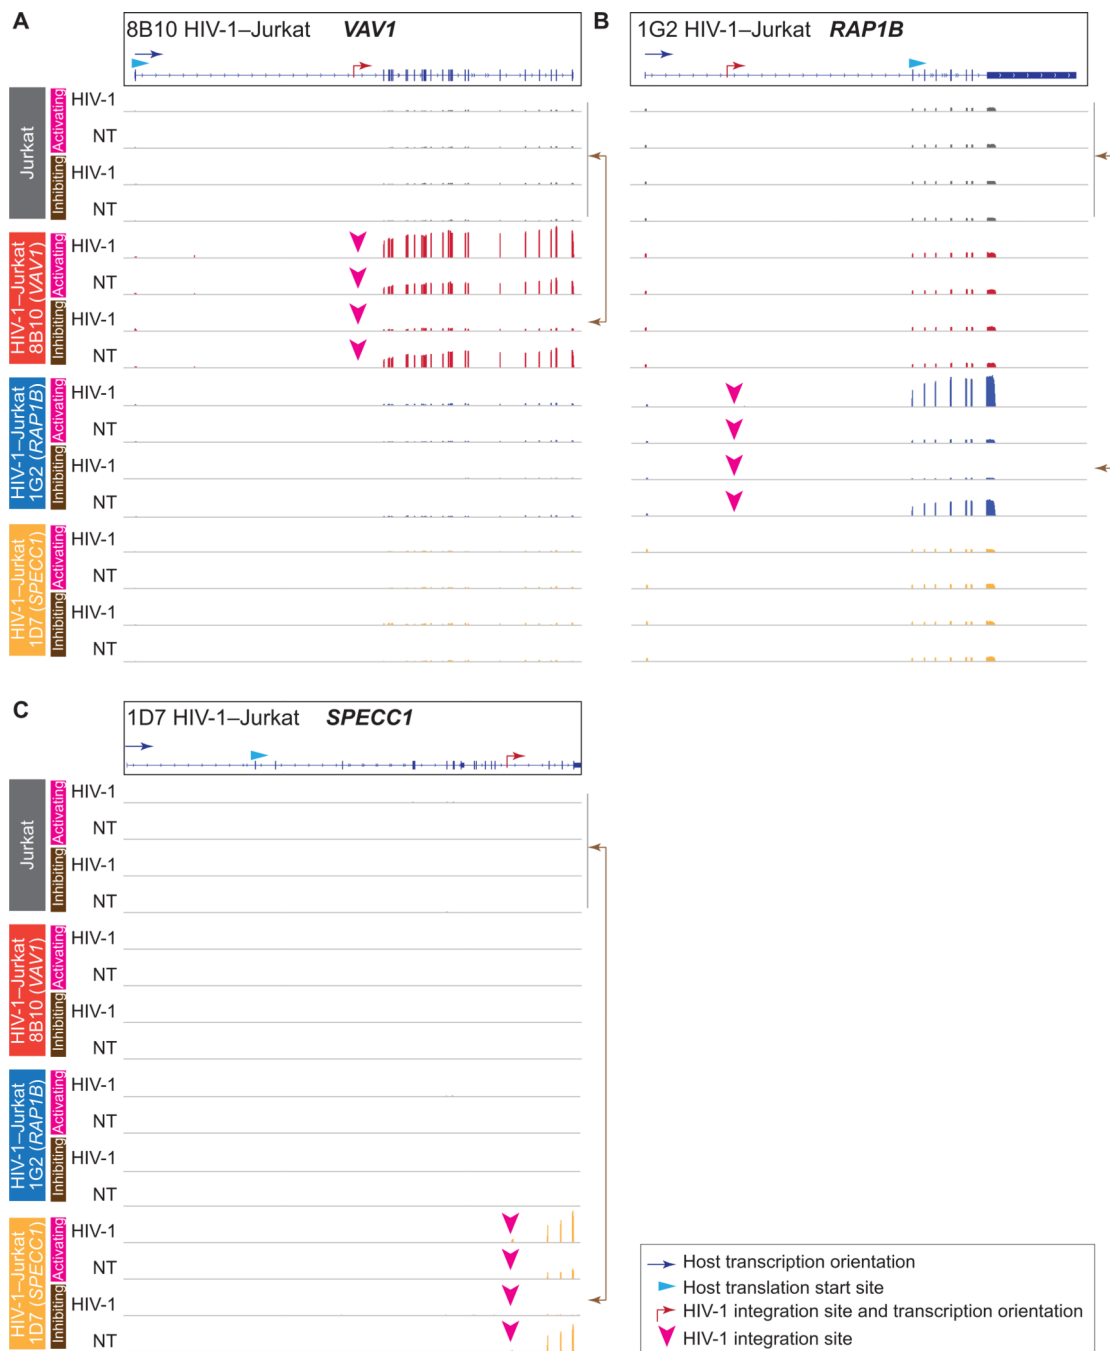 A
8B10 HIV-1–Jurkat VAV1
Jurkat
Activating
Inhibiting
HIV-1
NT
HIV-1
NT
HIV-1–Jurkat
8B10 (VAV1)
Activating
Inhibiting
HIV-1
NT
HIV-1
NT
HIV-1–Jurkat
1G2 (RAP1B)
Activating
Inhibiting
HIV-1
NT
HIV-1
NT
HIV-1–Jurkat
1D7 (SPECC1)
Activating
Inhibiting
HIV-1
NT
HIV-1
NT
B
1G2 HIV-1–Jurkat RAP1B
C
1D7 HIV-1–Jurkat SPECC1
Jurkat
Activating
Inhibiting
HIV-1
NT
HIV-1
NT
HIV-1–Jurkat
8B10 (VAV1)
Activating
Inhibiting
HIV-1
NT
HIV-1
NT
HIV-1–Jurkat
1G2 (RAP1B)
Activating
Inhibiting
HIV-1
NT
HIV-1
NT
HIV-1–Jurkat
1D7 (SPECC1)
Activating
Inhibiting
HIV-1
NT
HIV-1
NT
Host transcription orientation
Host translation start site
HIV-1 integration site and transcription orientation
HIV-1 integration site